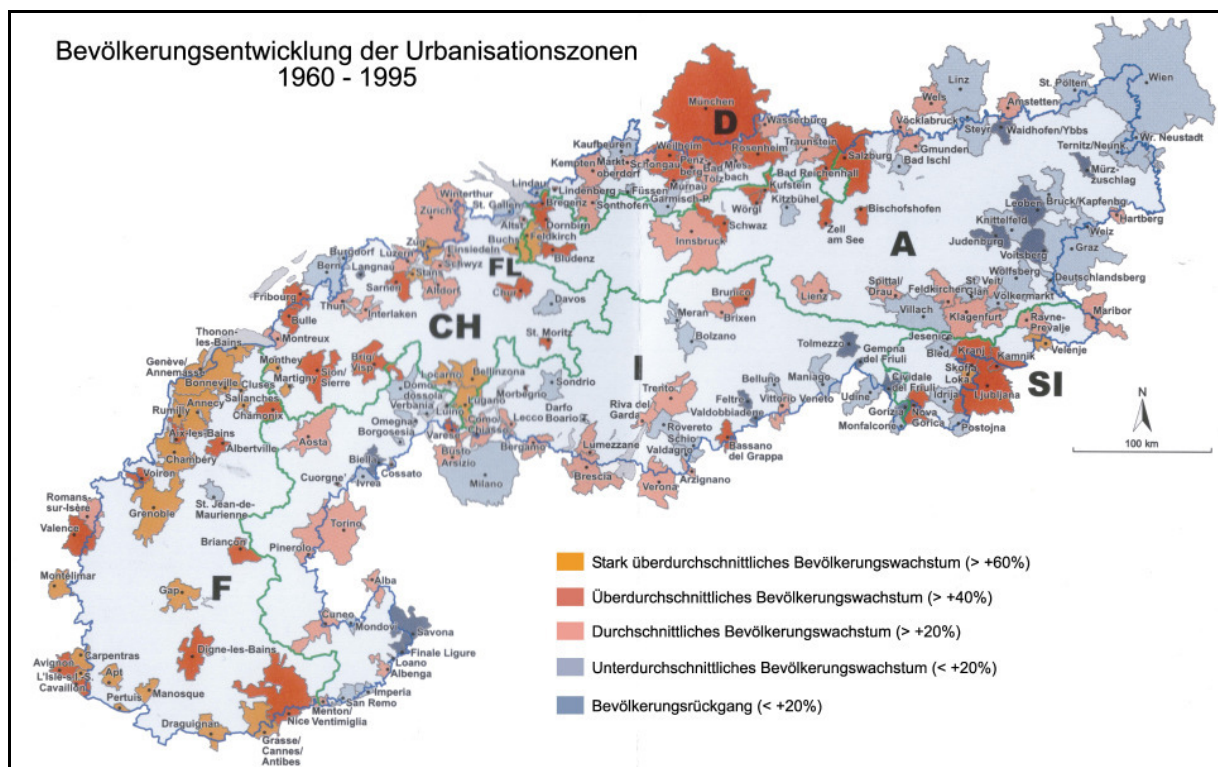 Bevölkerungsentwicklung der Urbanisationszonen
1960 - 1995
Wien
St. Pölten
Linz
Wels
Amstetten
Vöcklabruck
Steyr
Waidhofen/Ybbs
Wr. Neustadt
Ternitz/Neunk.
Gmunden
Bad Ischl
Mürz-
zuschlag
München
D
Wasserburg
Traunstein
Salzburg
Kaufbeuren
Weilheim
Rosenheim
Kempten
Markt
oberdorf
Schongau
Penz-
berg
Bad
Tölz
Mies
bach
Bad Reichenhall
Murnau
Kufstein
Lindau
Lindenberg
Füssen
Garmisch-P.
Sonthofen
Kitzbühel
Wörgl
Bischofshofen
Leoben
Bruck/Kapfenbg.
Hartberg
Knittelfeld
Weiz
Judenburg
Graz
Voitsberg
Winterthur
Zürich
St. Gallen
Bregenz
Altst.
Dornbirn
Feldkirch
Buchs
Bludenz
Innsbruck
Schwaz
Zell
am See
A
Wolfsberg
Deutschlandsberg
Zug
Einsiedeln
Burgdorf
Luzern
Schwyz
Bern
Langnau
Stans
FL
Sarnen
Altdorf
Chur
Fribourg
Thun
Interlaken
Davos
Bulle
CH
St. Moritz
Brunico
Lienz
Spittal/
Drau
Feldkirchen
St. Veit/
Glan
Völkermarkt
Villach
Klagenfurt
Meran
Brixen
Bozano
Ravne-
Prevalje
Maribor
Thonon-
les-Bains
Montreux
Genève/
Annemasse
Monthey
Brig/
Visp
Sion/
Sierre
Bonneville
Cluses
Martigny
Locarno
Bellinzona
I
Tolmezzo
Gemona
del Friuli
Jesenice
Bled
Kranj
Kamnik
Velenje
Skofja
Loka
SI
Ljubljana
Sallanches
Annecy
Chamonix
Rumilly
Domo
dossola
Verbania
Lugano
Morbegno
Sondrio
Luino
Trento
Belluno
Maniago
Cividale
del Friuli
Idrija
Feltre
Vittorio Veneto
Udine
Valdobbiadene
Gorizia
Nova
Gorica
Monfalcone
Postojna
Aix-les-Bains
Albertville
Aosta
Omegna
Borgosesia
Como/
Chiasso
Lecco
Darfo
Boario T.
Riva del
Garda
Rovereto
Varese
Schio
Chambéry
Biella
Busto
Arsizio
Bergamo
Lumezzane
Valdagno
Bassano
del Grappa
Voiron
Cossato
Ivrea
Cuorgne'
Milano
Brescia
Verona
Arzignano
Romans-
sur-Isère
Grenoble
St. Jean-de-
Maurienne
Valence
Torino
Briançon
Pinerolo
N
100 km
Montélimar
Gap
F
Alba
Cuneo
Mondovì
Savona
Finale Ligure
Loano
Albenga
Digne-les-Bains
Carpentras
Avignon
L'Isle-s.l.-S.
Cavaillon
Apt
Manosque
Pertuis
Imperia
San Remo
Menton/
Ventimiglia
Nice
Draguignan
Grasse/
Cannes/
Antibes
Stark überdurchschnittliches Bevölkerungswachstum (> +60%)
Überdurchschnittliches Bevölkerungswachstum (> +40%)
Durchschnittliches Bevölkerungswachstum (> +20%)
Unterdurchschnittliches Bevölkerungswachstum (< +20%)
Bevölkerungsrückgang (< +20%)